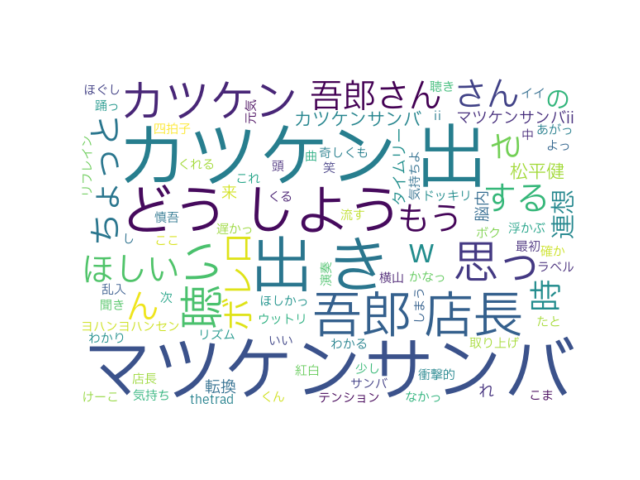 ほぐし カツケン 元気 吾郎さん 聴き さん イイ の
踊っ 四拍子 カツケンサンバ ii マツケンサンバii
リフレイン ちょっと カツケン 出 中 あがっ よっ
くれる これ 頭 曲 奇しくも 笑 タイムリー 気持ちよ れ 松平健
慎吾 来 くる ドッキリ 脳内 する 連想
どうしよう もう 流す ボク 浮かぶ 最初 確か
し ここ 遅かっ 思っ ラベル
ほしい 聴い ボレロ 出 き w 時
乱入 ん 演奏 横山 かなっ しまう 吾郎 店長
聞き 次 ほしかっ たと
ヨハンヨハンセン リズム ウットリ いい わかる 取り上げ
わかり マツケンサンバ
店長 転換 紅白 少し 衝撃的 れ
けーこ 気持ち thetrad くん サンバ テンション なかっ こま